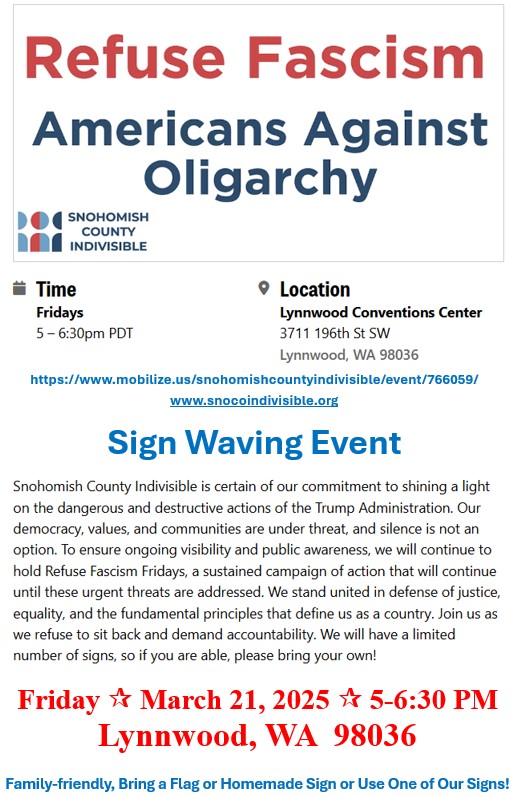 Refuse Fascism
Americans Against
Oligarchy
SNOHOMISH
COUNTY
INDIVISIBLE
Time
Fridays
5 – 6:30pm PDT
Location
Lynnwood Conventions Center
3711 196th St SW
Lynnwood, WA 98036
https://www.mobilize.us/snohomishcountyindivisible/event/766059/
www.snocoindivisible.org
Sign Waving Event
Snohomish County Indivisible is certain of our commitment to shining a light
on the dangerous and destructive actions of the Trump Administration. Our
democracy, values, and communities are under threat, and silence is not an
option. To ensure ongoing visibility and public awareness, we will continue to
hold Refuse Fascism Fridays, a sustained campaign of action that will continue
until these urgent threats are addressed. We stand united in defense of justice,
equality, and the fundamental principles that define us as a country. Join us as
we refuse to sit back and demand accountability. We will have a limited
number of signs, so if you are able, please bring your own!
Friday ☆ March 21, 2025 ☆ 5-6:30 PM
Lynnwood, WA 98036
Family-friendly, Bring a Flag or Homemade Sign or Use One of Our Signs!